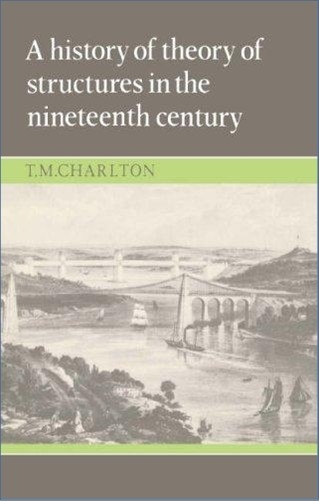 A history of theory of
structures in the
nineteenth century
T.M.CHARLTON